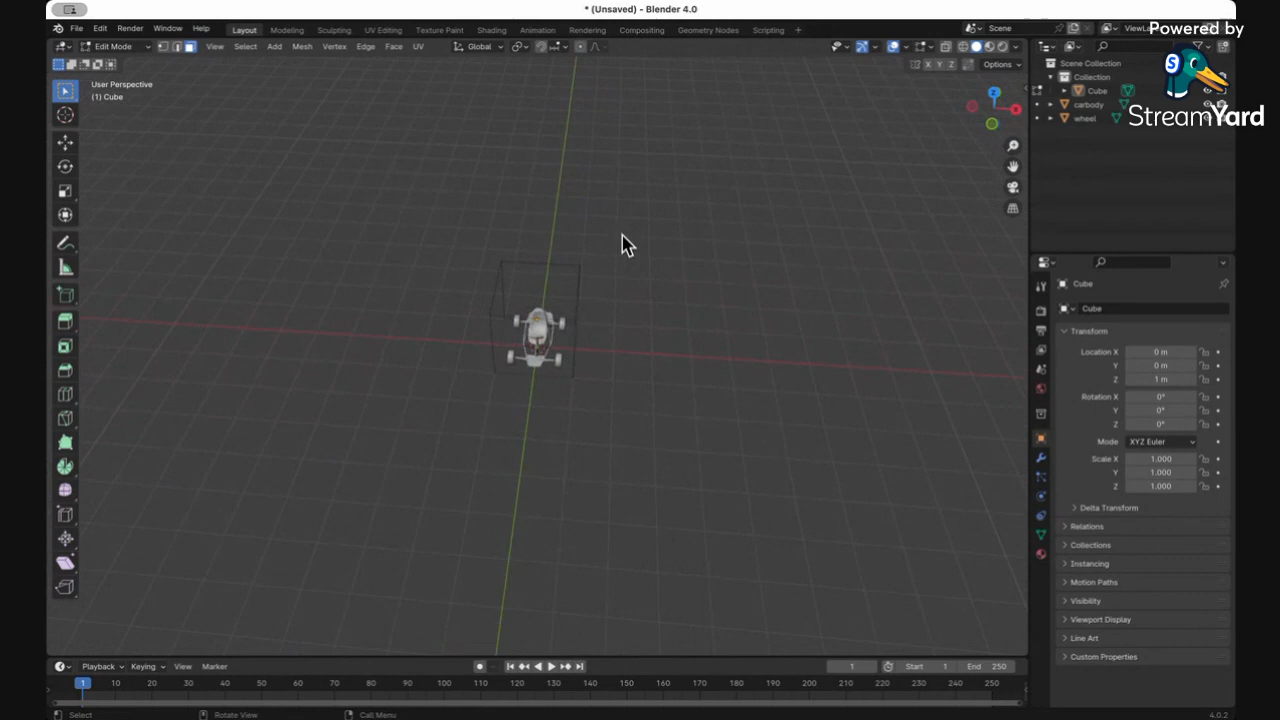 * (Unsaved) - Blender 4.0
File Edit Render Window Help Layout Modeling Sculpting UV Editing Texture Paint Shading Animation Rendering Compositing Geometry Nodes Scripting + Scene
Powered by
StreamYard
Edit Mode View Select Add Mesh Vertex Edge Face UV Global
X Y Z Options
User Perspective
(1) Cube
Z
X
Scene Collection
Collection
Cube
carbody
wheel
Cube
Cube
Transform
Location X 0 m
Y 0 m
Z 1 m
Rotation X 0°
Y 0°
Z 0°
Mode XYZ Euler
Scale X 1.000
Y 1.000
Z 1.000
Delta Transform
Relations
Collections
Instancing
Motion Paths
Visibility
Viewport Display
Line Art
Custom Properties
Playback Keying View Marker 1 Start 1 End 250
1 10 20 30 40 50 60 70 80 90 100 110 120 130 140 150 160 170 180 190 200 210 220 230 240 250
Select Rotate View Call Menu 4.0.2